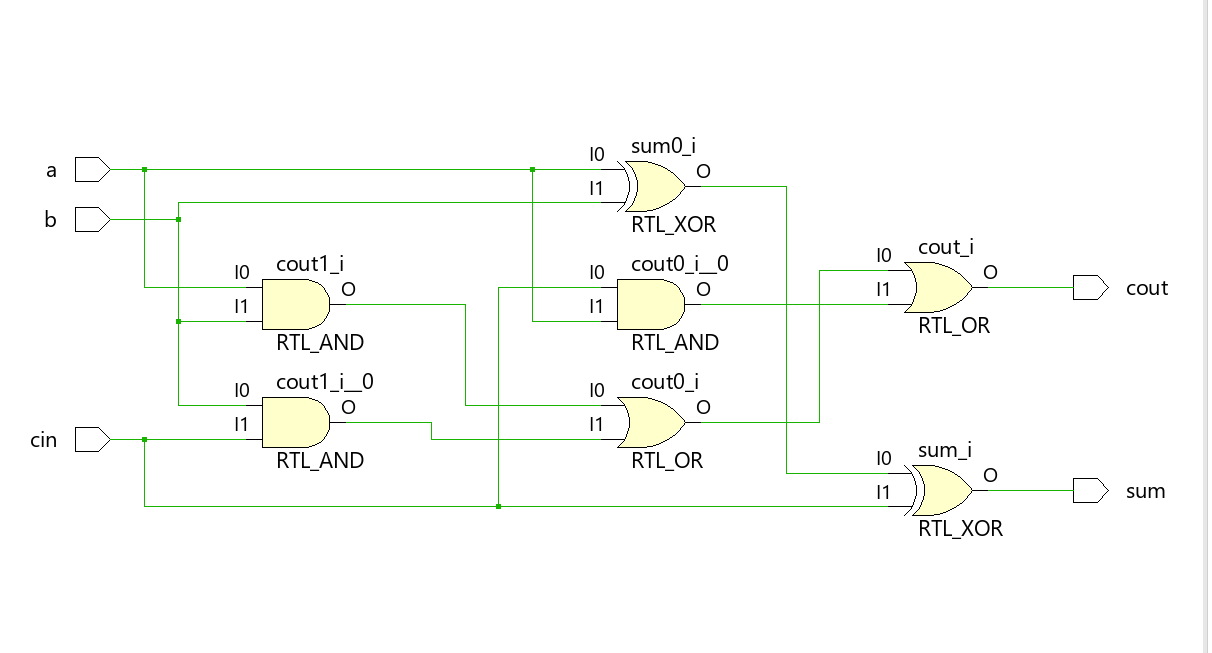 sum0_i
I0
O
a
I1
b
RTL_XOR
cout_i
I0
cout1_i
cout0_i__0
I0
O
I0
O
O
I1
cout
I1
I1
RTL_OR
RTL_AND
RTL_AND
cout1_i__0
cout0_i
I0
O
I0
O
I1
I1
cin
sum_i
RTL_AND
RTL_OR
I0
O
I1
sum
RTL_XOR